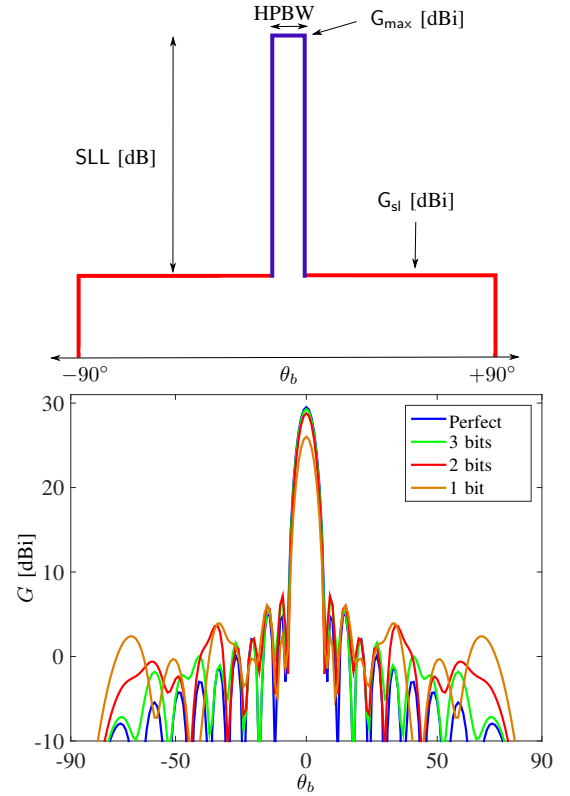 HPBW
G_max [dBi]
SLL [dB]
G_sl [dBi]
−90°
θ_b
+90°
30
20
10
0
-10
G [dBi]
Perfect
3 bits
2 bits
1 bit
-90
-50
0
50
90
θ_b